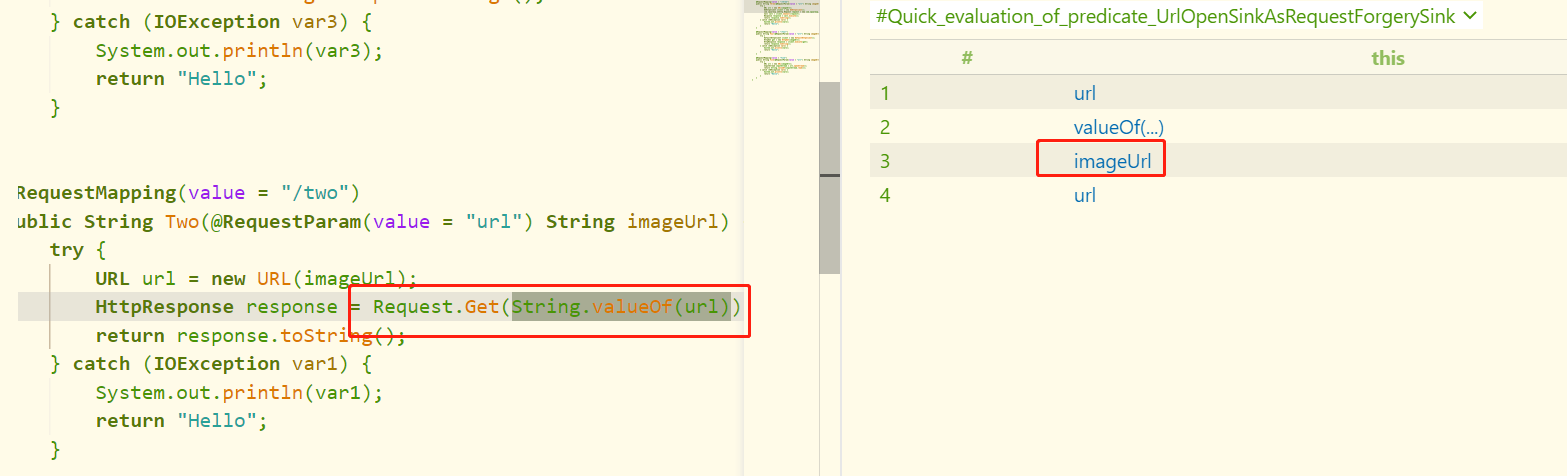 } catch (IOException var3) {
System.out.println(var3);
return "Hello";
}
RequestMapping(value = "/two")
ublic String Two(@RequestParam(value = "url") String imageUrl)
try {
URL url = new URL(imageUrl);
HttpResponse response = Request.Get(String.valueOf(url))
return response.toString();
} catch (IOException var1) {
System.out.println(var1);
return "Hello";
}
#Quick_evaluation_of_predicate_UrlOpenSinkAsRequestForgerySink
# this
1 url
2 valueOf(...)
3 imageUrl
4 url